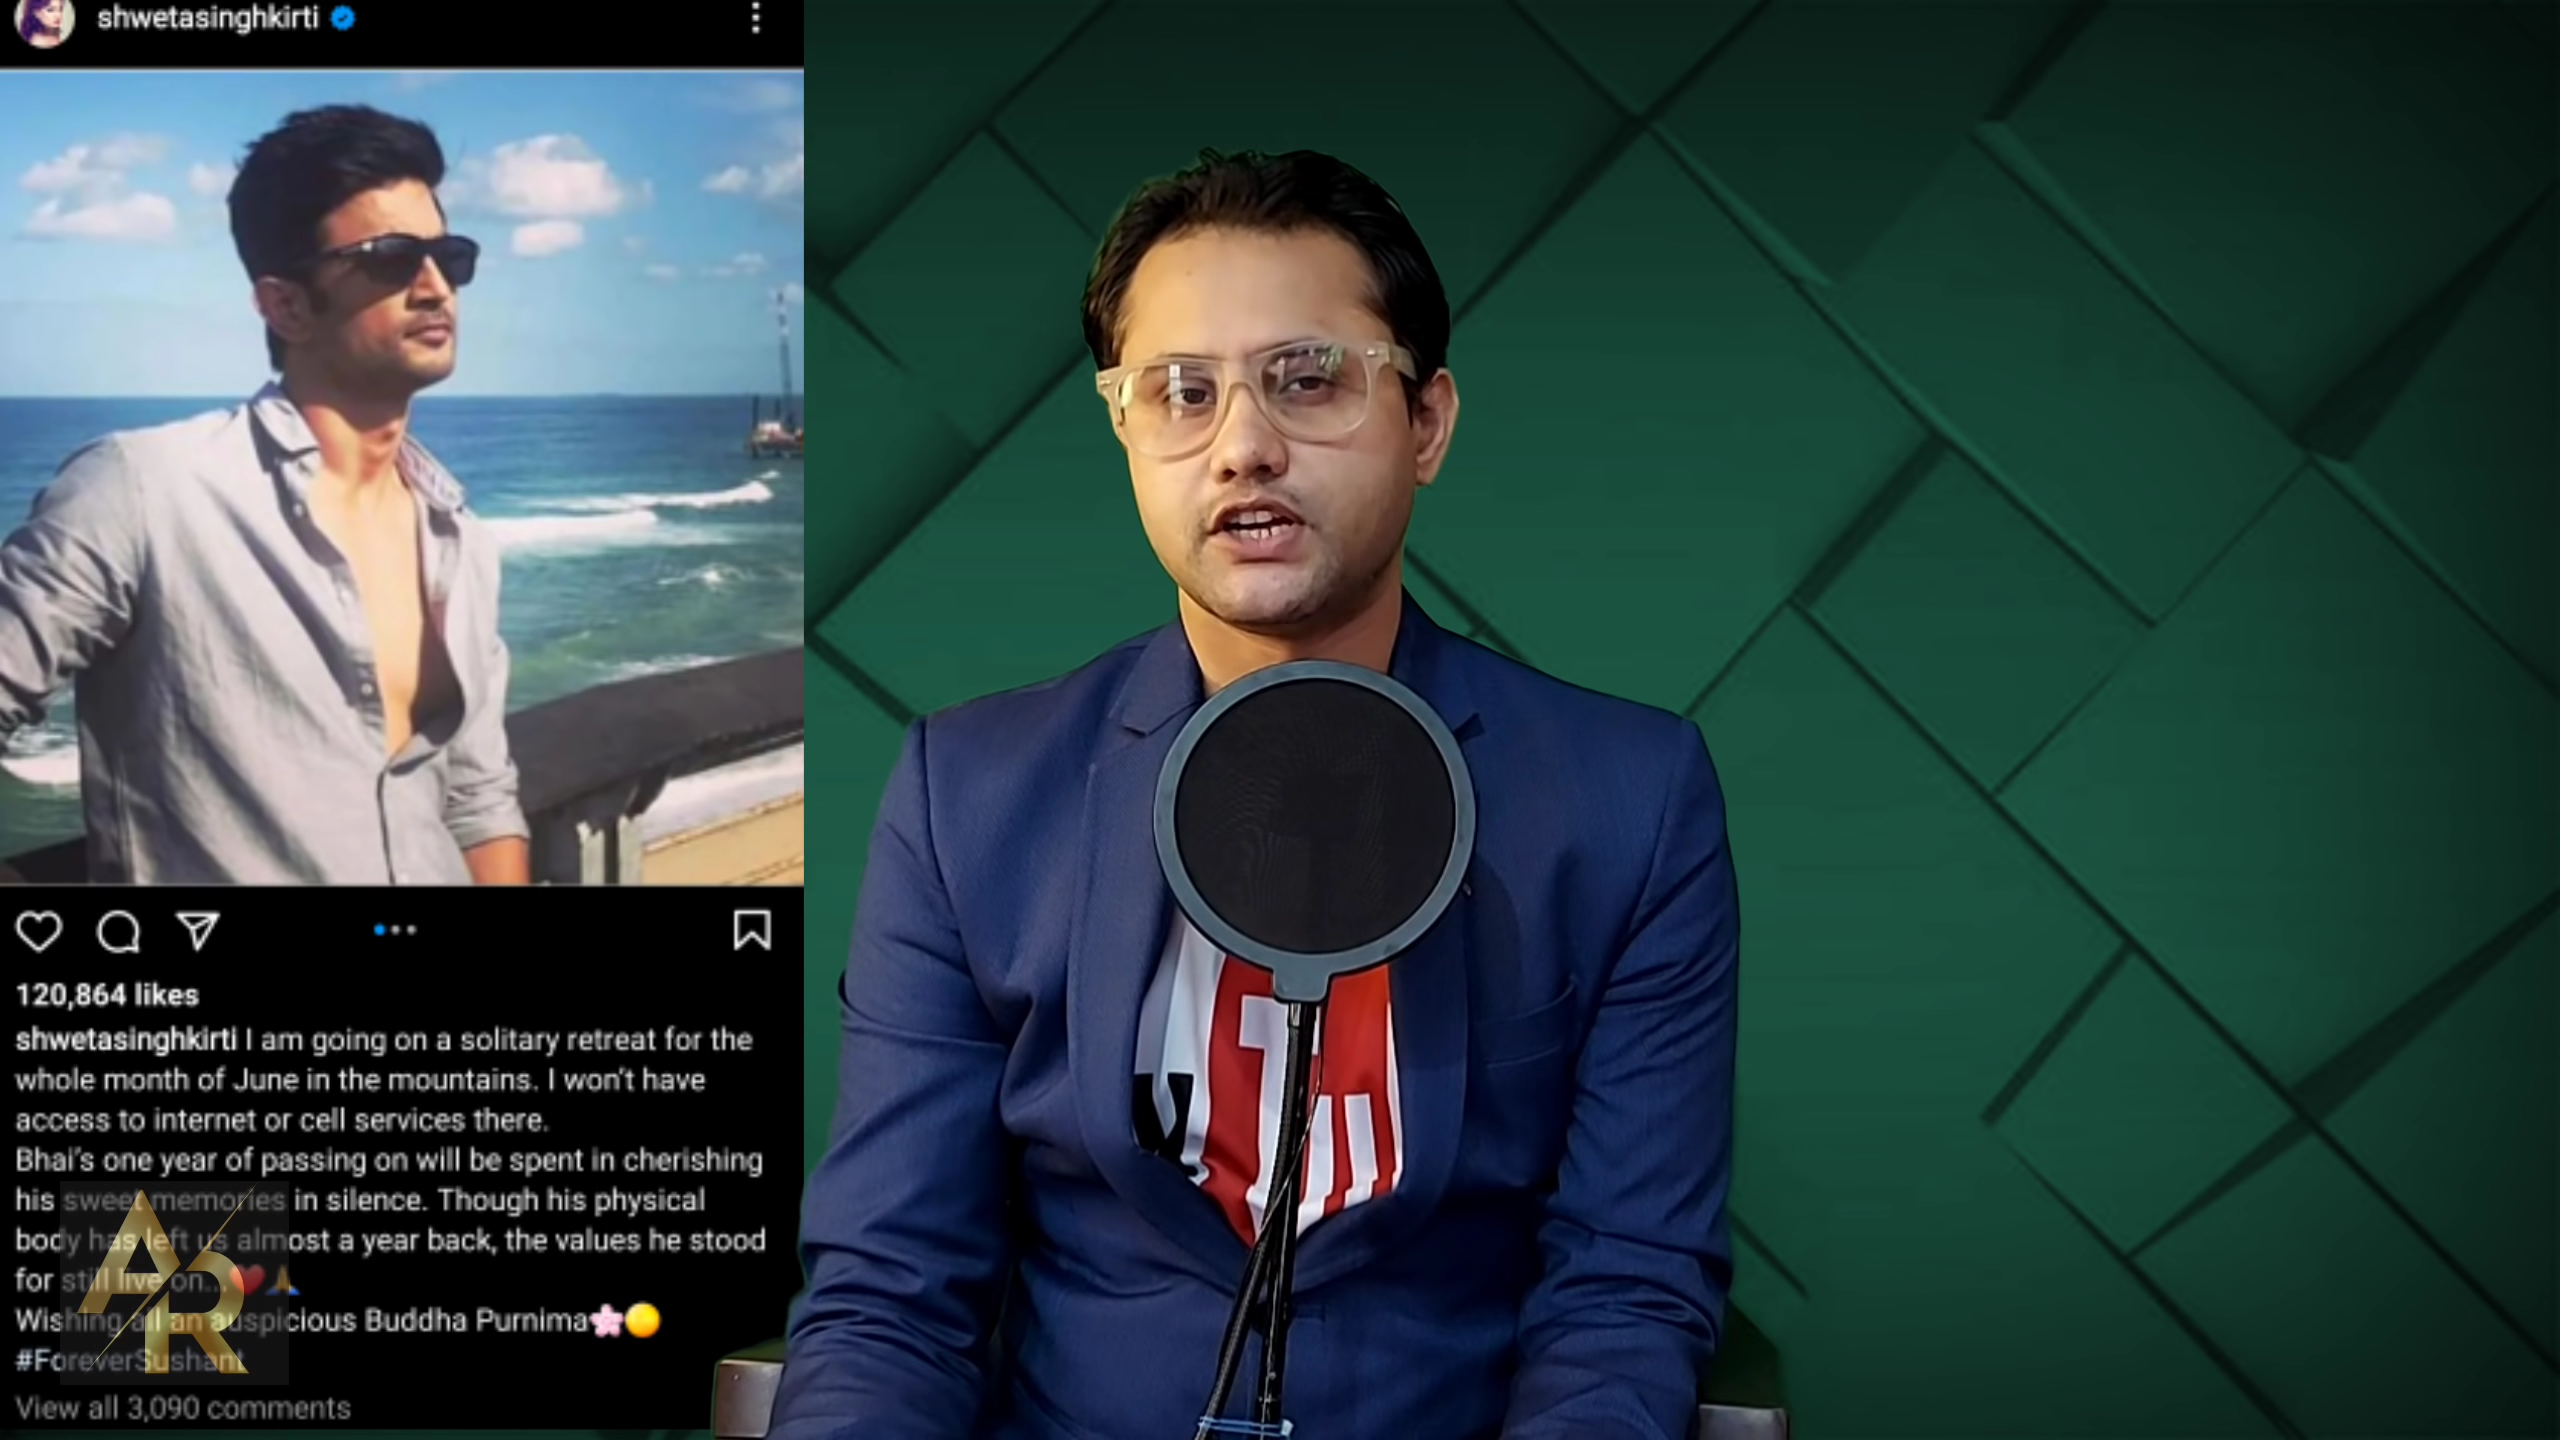 shwetasinghkirti
120,864 likes
shwetasinghkirti I am going on a solitary retreat for the
whole month of June in the mountains. I won't have
access to internet or cell services there.
Bhai's one year of passing on will be spent in cherishing
his sweet memories in silence. Though his physical
body has left us almost a year back, the values he stood
for still live on...❤️🙏
Wishing all an auspicious Buddha Purnima🌸🟡
#ForeverSushant
View all 3,090 comments
AR